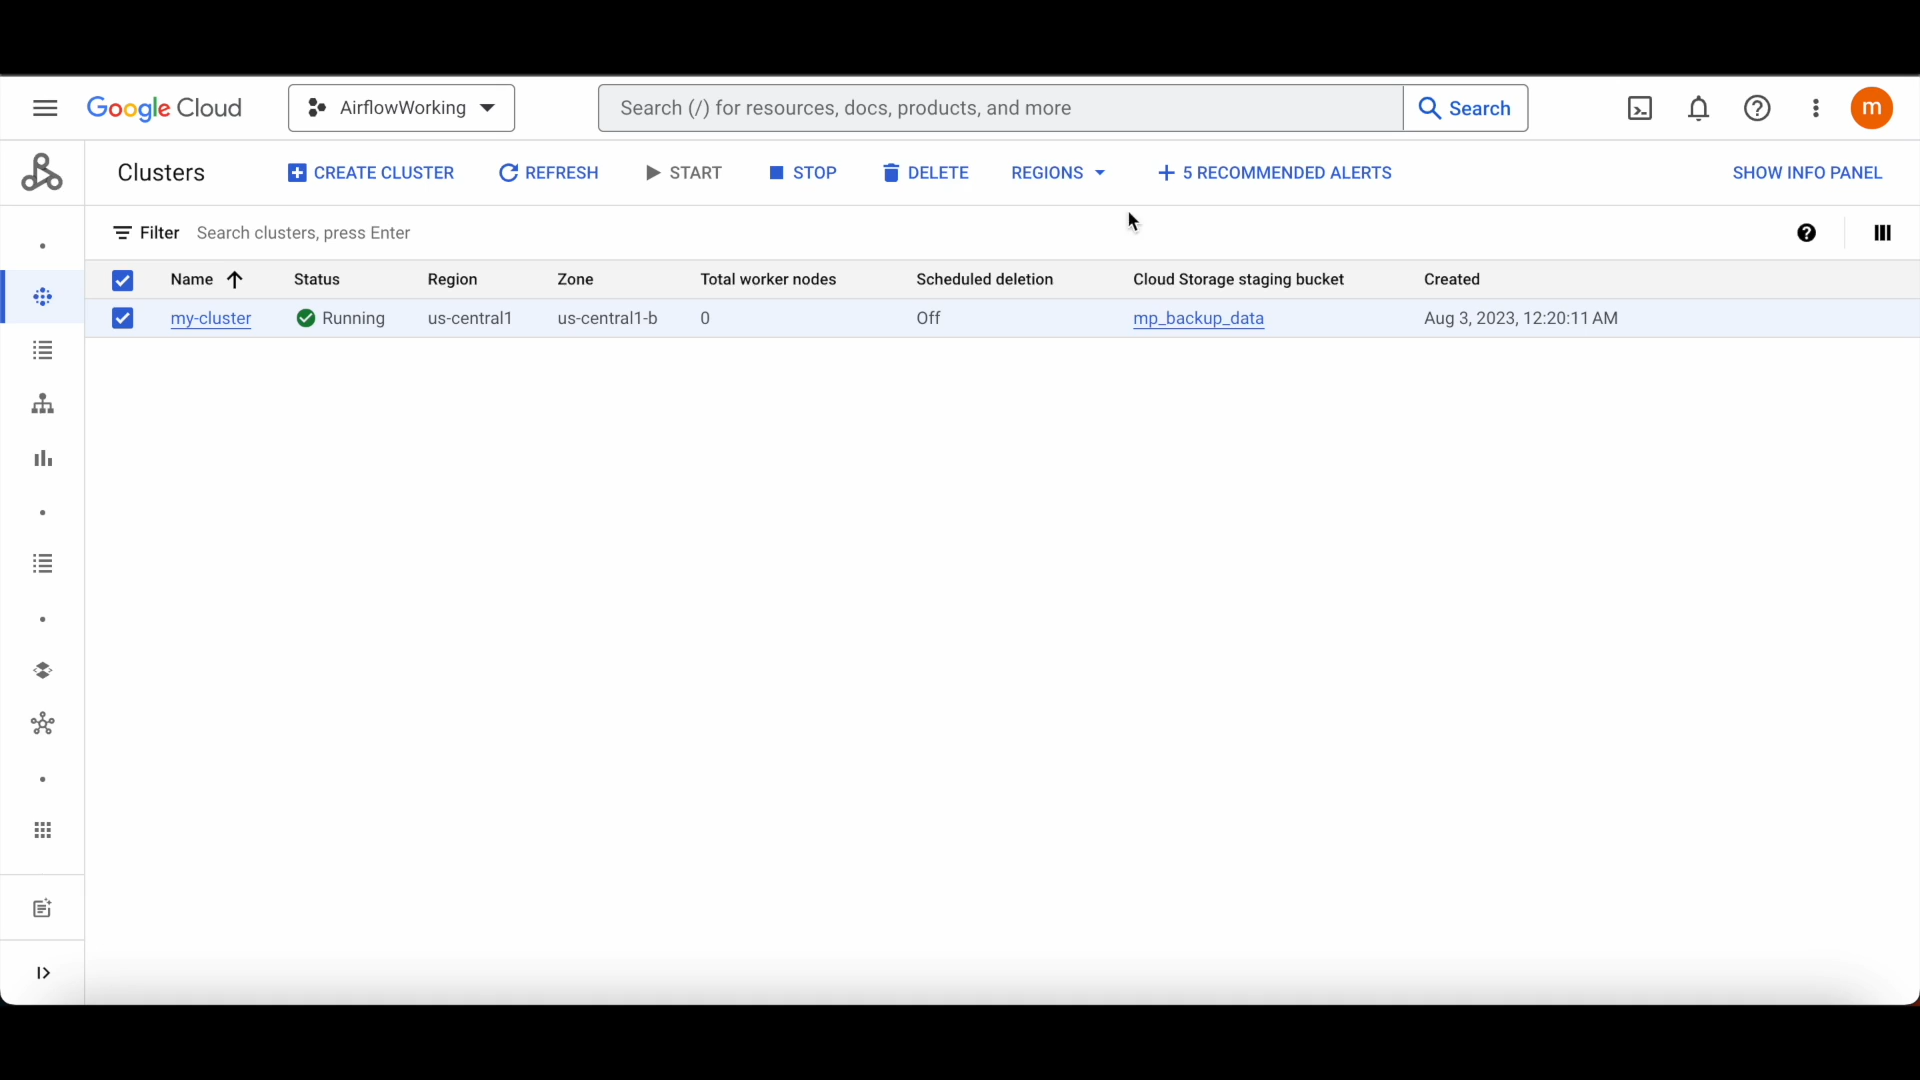 Google Cloud AirflowWorking Search (/) for resources, docs, products, and more Search m
Clusters CREATE CLUSTER REFRESH START STOP DELETE REGIONS + 5 RECOMMENDED ALERTS SHOW INFO PANEL
Filter Search clusters, press Enter
Name Status Region Zone Total worker nodes Scheduled deletion Cloud Storage staging bucket Created
my-cluster Running us-central1 us-central1-b 0 Off mp_backup_data Aug 3, 2023, 12:20:11 AM